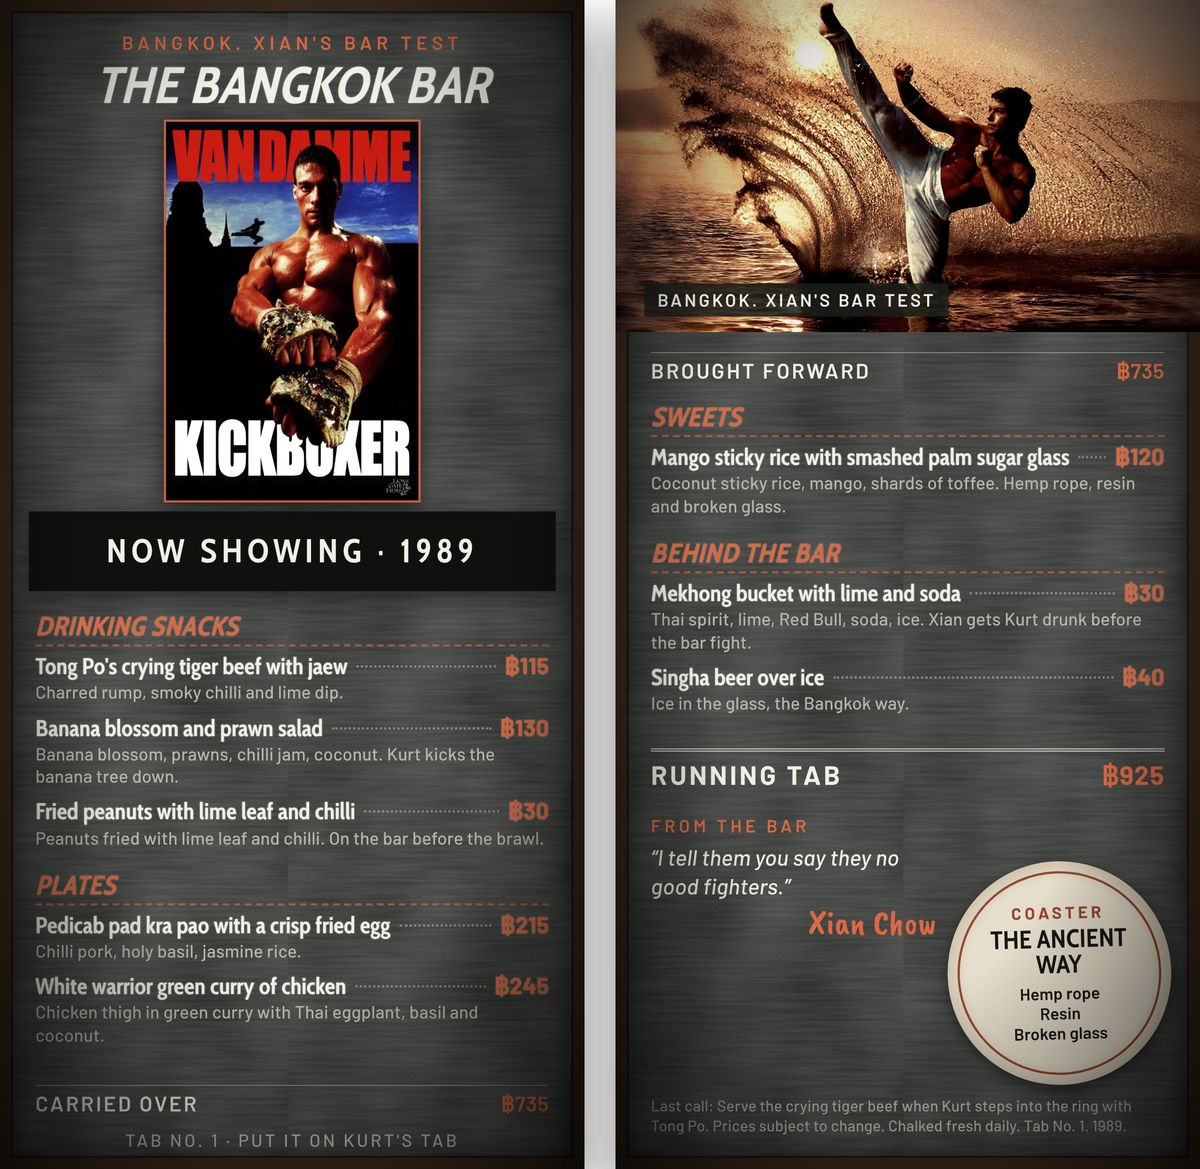 BANGKOK. XIAN'S BAR TEST
THE BANGKOK BAR
VAN DAMME
KICKBOXER
NOW SHOWING · 1989
DRINKING SNACKS
Tong Po's crying tiger beef with jaew ฿115
Charred rump, smoky chilli and lime dip.
Banana blossom and prawn salad ฿130
Banana blossom, prawns, chilli jam, coconut. Kurt kicks the
banana tree down.
Fried peanuts with lime leaf and chilli ฿30
Peanuts fried with lime leaf and chilli. On the bar before the brawl.
PLATES
Pedicab pad kra pao with a crisp fried egg ฿215
Chilli pork, holy basil, jasmine rice.
White warrior green curry of chicken ฿245
Chicken thigh in green curry with Thai eggplant, basil and
coconut.
CARRIED OVER ฿735
TAB NO. 1 · PUT IT ON KURT'S TAB
BANGKOK. XIAN'S BAR TEST
BROUGHT FORWARD ฿735
SWEETS
Mango sticky rice with smashed palm sugar glass ฿120
Coconut sticky rice, mango, shards of toffee. Hemp rope, resin
and broken glass.
BEHIND THE BAR
Mekhong bucket with lime and soda ฿30
Thai spirit, lime, Red Bull, soda, ice. Xian gets Kurt drunk before
the bar fight.
Singha beer over ice ฿40
Ice in the glass, the Bangkok way.
RUNNING TAB ฿925
FROM THE BAR
“I tell them you say they no
good fighters.”
Xian Chow
COASTER
THE ANCIENT
WAY
Hemp rope
Resin
Broken glass
Last call: Serve the crying tiger beef when Kurt steps into the ring with
Tong Po. Prices subject to change. Chalked fresh daily. Tab No. 1. 1989.